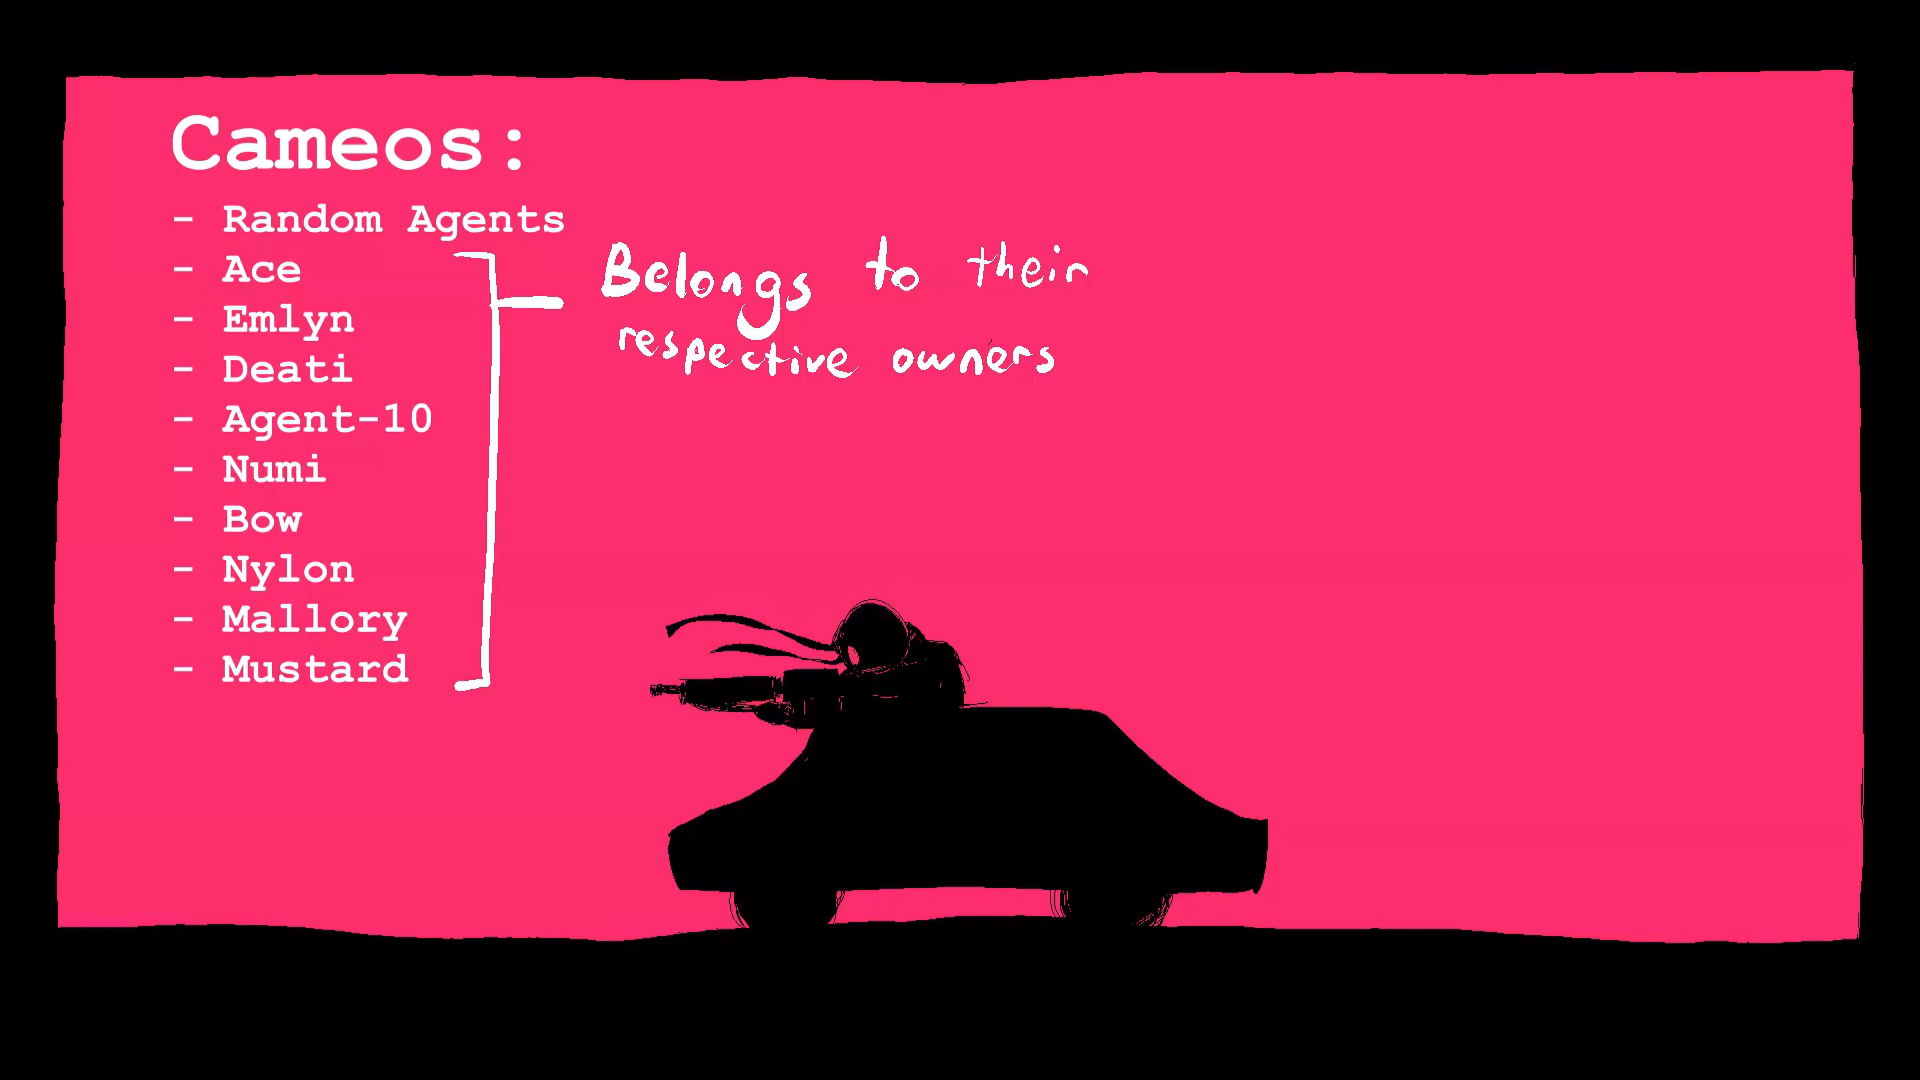 Cameos:
- Random Agents
- Ace
- Emlyn
- Deati
- Agent-10
- Numi
- Bow
- Nylon
- Mallory
- Mustard
Belongs to their
respective owners